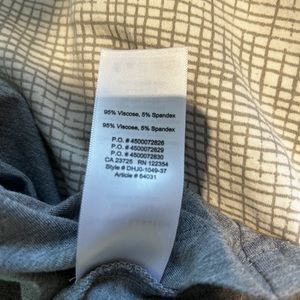 95% Viscose, 5% Spandex
95% Viscose, 5% Spandex
P.O. # 4500072826
P.O. # 4500072829
P.O. # 4500072830
CA 23725 RN 122354
Style # DHJ0-1049-37
Article # 64031